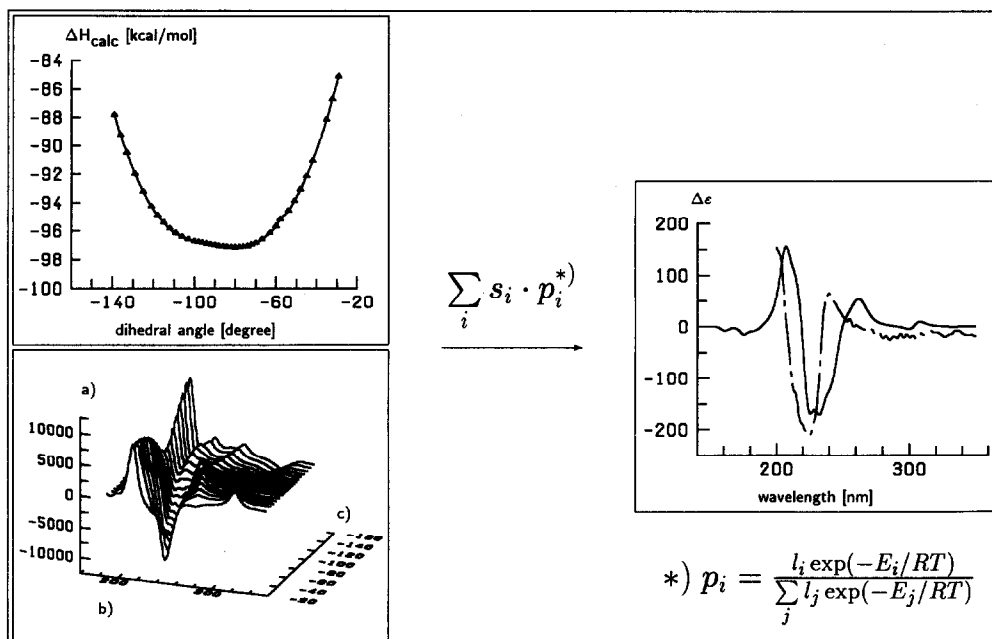 ΔH_calc [kcal/mol]
-84
-86
-88
-90
-92
-94
-96
-98
-100
-140 -100 -60 -20
dihedral angle [degree]
a)
10000
5000
0
-5000
-10000
200
b)
c)
∑_i s_i · p_i^{*)}
Δε
200
100
0
-100
-200
200 300
wavelength [nm]
*) p_i = \frac{l_i exp(-E_i/RT)}{∑_j l_j exp(-E_j/RT)}